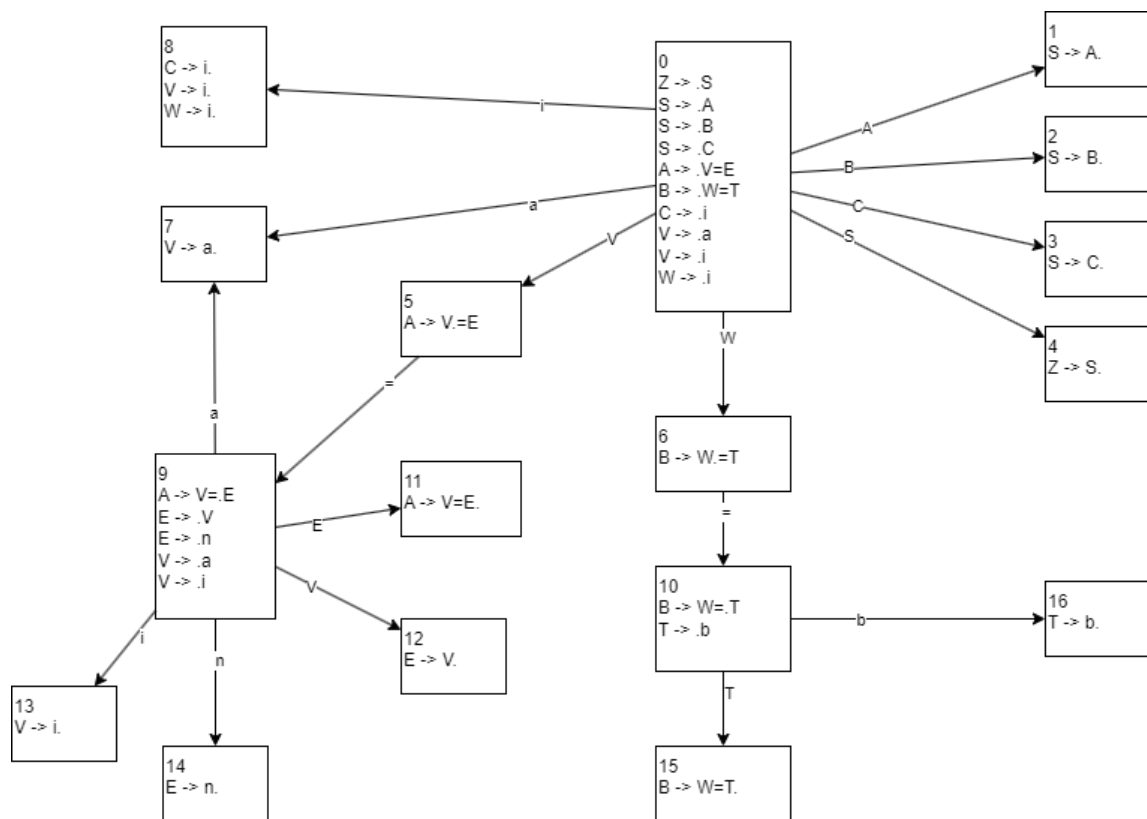 8
C -> i.
V -> i.
W -> i.
0
Z -> .S
S -> .A
S -> .B
S -> .C
A -> .V=E
B -> .W=T
C -> .i
V -> .a
V -> .i
W -> .i
1
S -> A.
2
S -> B.
3
S -> C.
4
Z -> S.
i
a
V
A
B
C
S
W
7
V -> a.
5
A -> V.=E
=
a
6
B -> W.=T
=
9
A -> V=.E
E -> .V
E -> .n
V -> .a
V -> .i
E
V
i
n
11
A -> V=E.
12
E -> V.
13
V -> i.
14
E -> n.
10
B -> W=.T
T -> .b
b
T
16
T -> b.
15
B -> W=T.